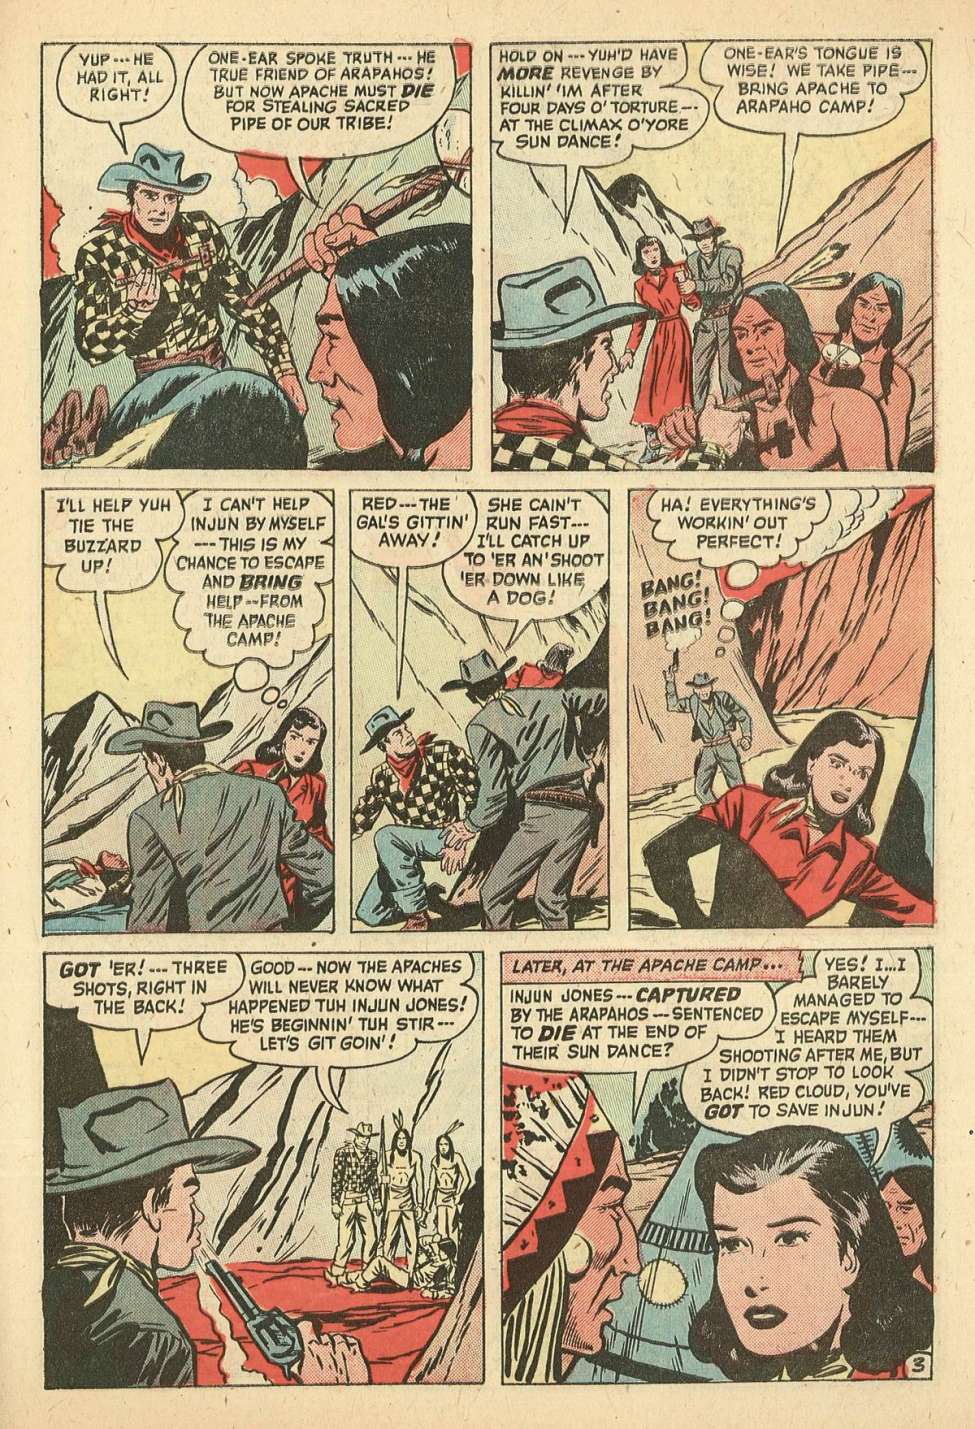 YUP---HE
HAD IT, ALL
RIGHT!
ONE-EAR SPOKE TRUTH---HE
TRUE FRIEND OF ARAPAHOS!
BUT NOW APACHE MUST DIE
FOR STEALING SACRED
PIPE OF OUR TRIBE!
HOLD ON---YUH'D HAVE
MORE REVENGE BY
KILLIN' 'IM AFTER
FOUR DAYS O' TORTURE--
AT THE CLIMAX O'YORE
SUN DANCE!
ONE-EAR'S TONGUE IS
WISE! WE TAKE PIPE---
BRING APACHE TO
ARAPAHO CAMP!
I'LL HELP YUH
TIE THE
BUZZARD
UP!
I CAN'T HELP
INJUN BY MYSELF
---THIS IS MY
CHANCE TO ESCAPE
AND BRING
HELP--FROM
THE APACHE
CAMP!
RED---THE
GAL'S GITTIN'
AWAY!
SHE CAIN'T
RUN FAST---
I'LL CATCH UP
TO 'ER AN' SHOOT
'ER DOWN LIKE
A DOG!
HA! EVERYTHING'S
WORKIN' OUT
PERFECT!
BANG!
BANG!
BANG!
GOT 'ER!---THREE
SHOTS, RIGHT IN
THE BACK!
GOOD---NOW THE APACHES
WILL NEVER KNOW WHAT
HAPPENED TUH INJUN JONES!
HE'S BEGINNIN' TUH STIR---
LET'S GIT GOIN'!
LATER, AT THE APACHE CAMP...
INJUN JONES---CAPTURED
BY THE ARAPAHOS---SENTENCED
TO DIE AT THE END OF
THEIR SUN DANCE?
YES! I...I
BARELY
MANAGED TO
ESCAPE MYSELF---
I HEARD THEM
SHOOTING AFTER ME, BUT
I DIDN'T STOP TO LOOK
BACK! RED CLOUD, YOU'VE
GOT TO SAVE INJUN!
3